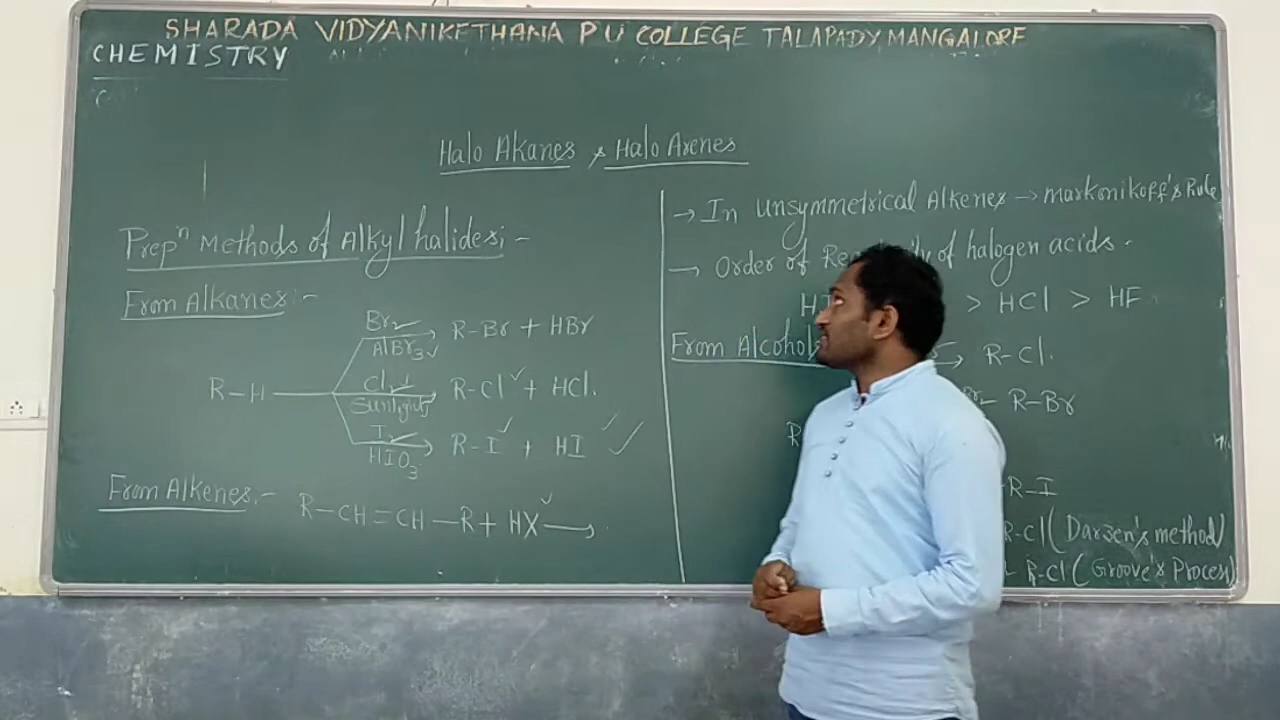 SHARADA VIDYANIKETHANA P U COLLEGE TALAPADY MANGALORE
CHEMISTRY
Halo Akanes & Halo Arenes
Prepⁿ Methods of Alkyl halides; -
From Alkanes: -
Br₂
AlBr₃
R-Br + HBr
R-H
Cl₂
Sunlight
R-Cl + HCl.
I₂
HIO₃
R-I + HI
From Alkenes: -
R-CH=CH-R + HX →
→ In Unsymmetrical Alkenes → Markonikoff's Rule
→ Order of of halogen acids.
> HCl > HF
From Alcohols
→ R-Cl.
R-Br
R
R-I
R-Cl (Darzen's method)
R-Cl (Groove's Process)